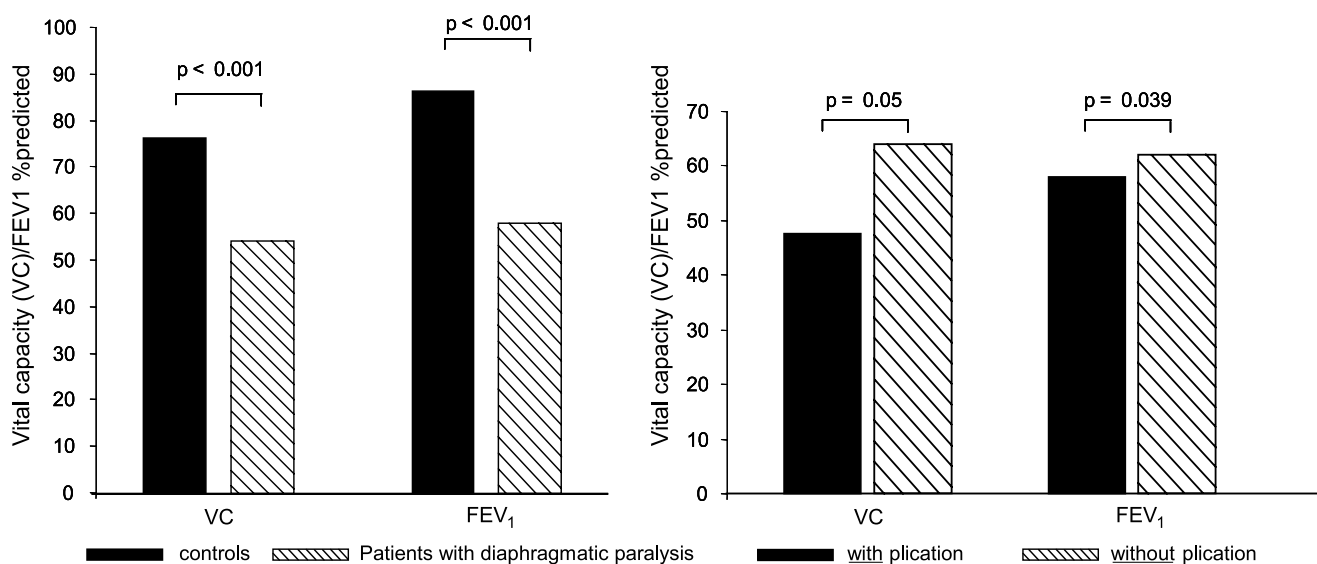 Vital capacity (VC)/FEV1 %predicted
100
90
80
70
60
50
40
30
20
10
0
p < 0.001
p < 0.001
VC
FEV₁
controls
Patients with diaphragmatic paralysis
Vital capacity (VC)/FEV1 %predicted
70
60
50
40
30
20
10
0
p = 0.05
p = 0.039
VC
FEV₁
with plication
without plication